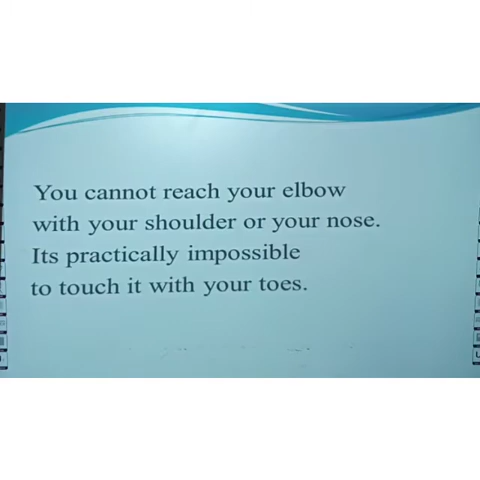 You cannot reach your elbow
with your shoulder or your nose.
Its practically impossible
to touch it with your toes.